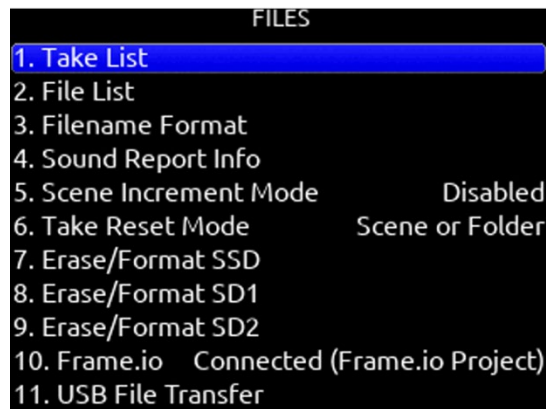 FILES
1. Take List
2. File List
3. Filename Format
4. Sound Report Info
5. Scene Increment Mode Disabled
6. Take Reset Mode Scene or Folder
7. Erase/Format SSD
8. Erase/Format SD1
9. Erase/Format SD2
10. Frame.io Connected (Frame.io Project)
11. USB File Transfer